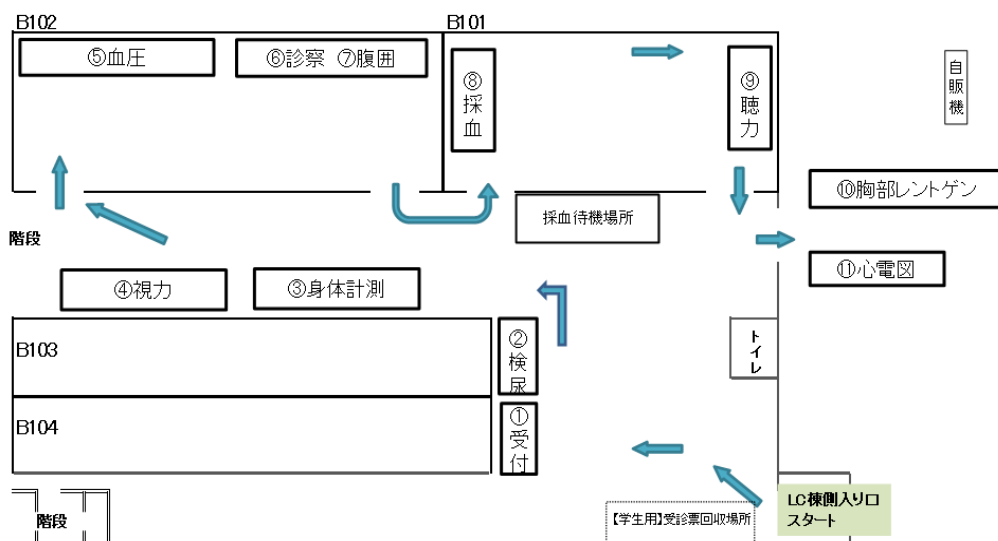 B102
B101
⑤血圧
⑥診察 ⑦腹囲
⑧採血
⑨聴力
自販機
⑩胸部レントゲン
採血待機場所
階段
⑪心電図
④視力
③身体計測
B103
②検尿
トイレ
B104
①受付
階段
【学生用】受診票回収場所
LC棟側入り口
スタート